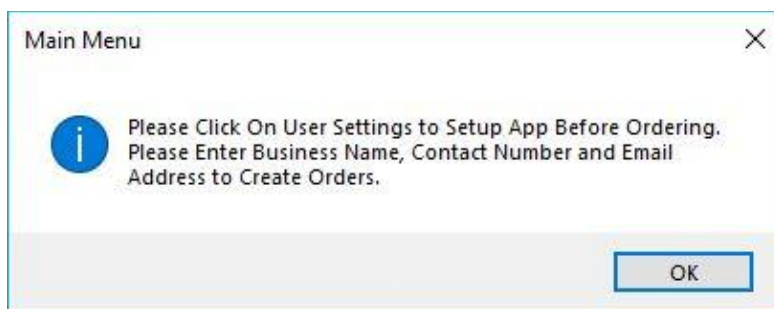 Main Menu
Please Click On User Settings to Setup App Before Ordering.
Please Enter Business Name, Contact Number and Email
Address to Create Orders.
OK